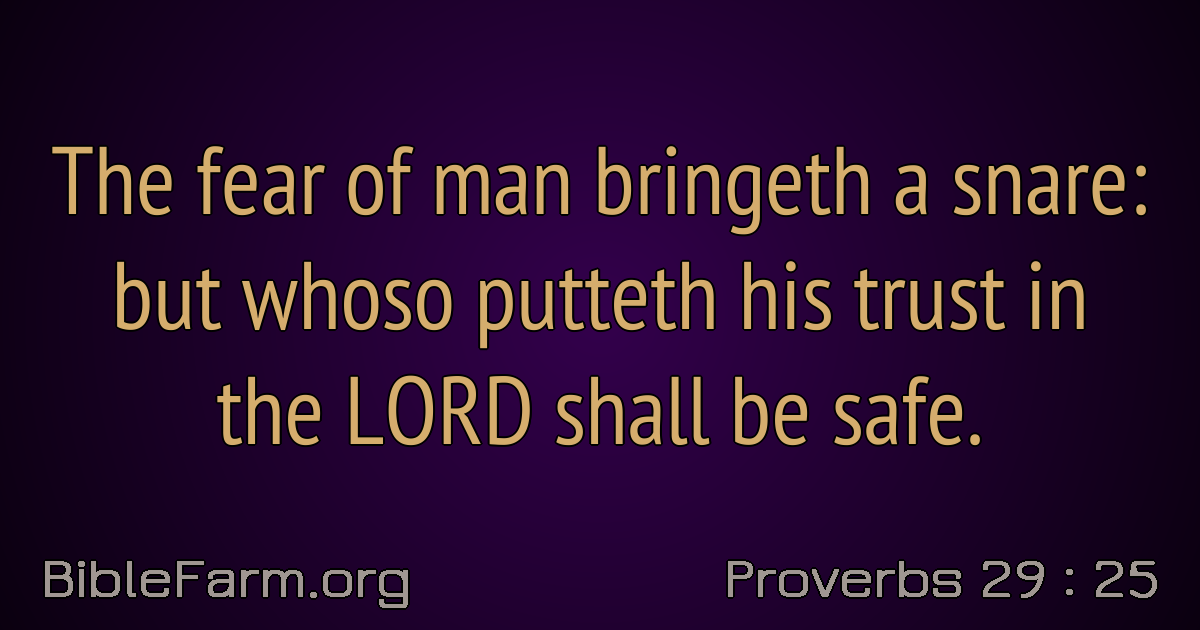 The fear of man bringeth a snare:
but whoso putteth his trust in
the LORD shall be safe.
BibleFarm.org
Proverbs 29 : 25